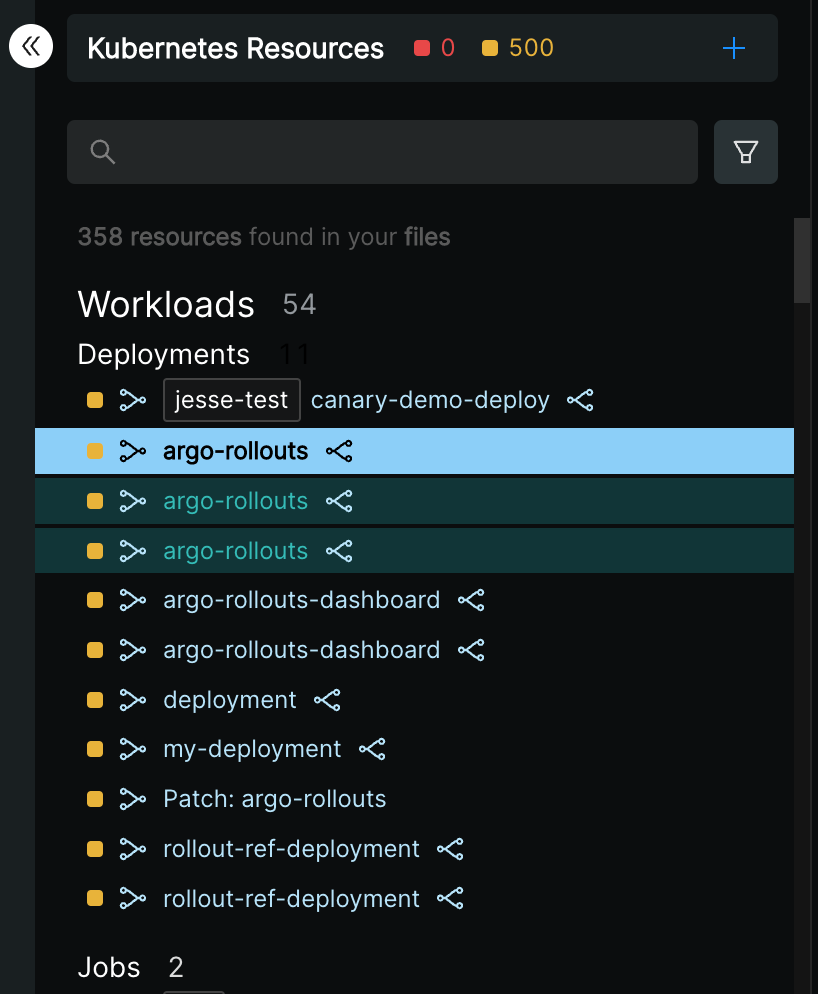 Kubernetes Resources 0 500
358 resources found in your files
Workloads 54
Deployments 11
jesse-test canary-demo-deploy
argo-rollouts
argo-rollouts
argo-rollouts
argo-rollouts-dashboard
argo-rollouts-dashboard
deployment
my-deployment
Patch: argo-rollouts
rollout-ref-deployment
rollout-ref-deployment
Jobs 2